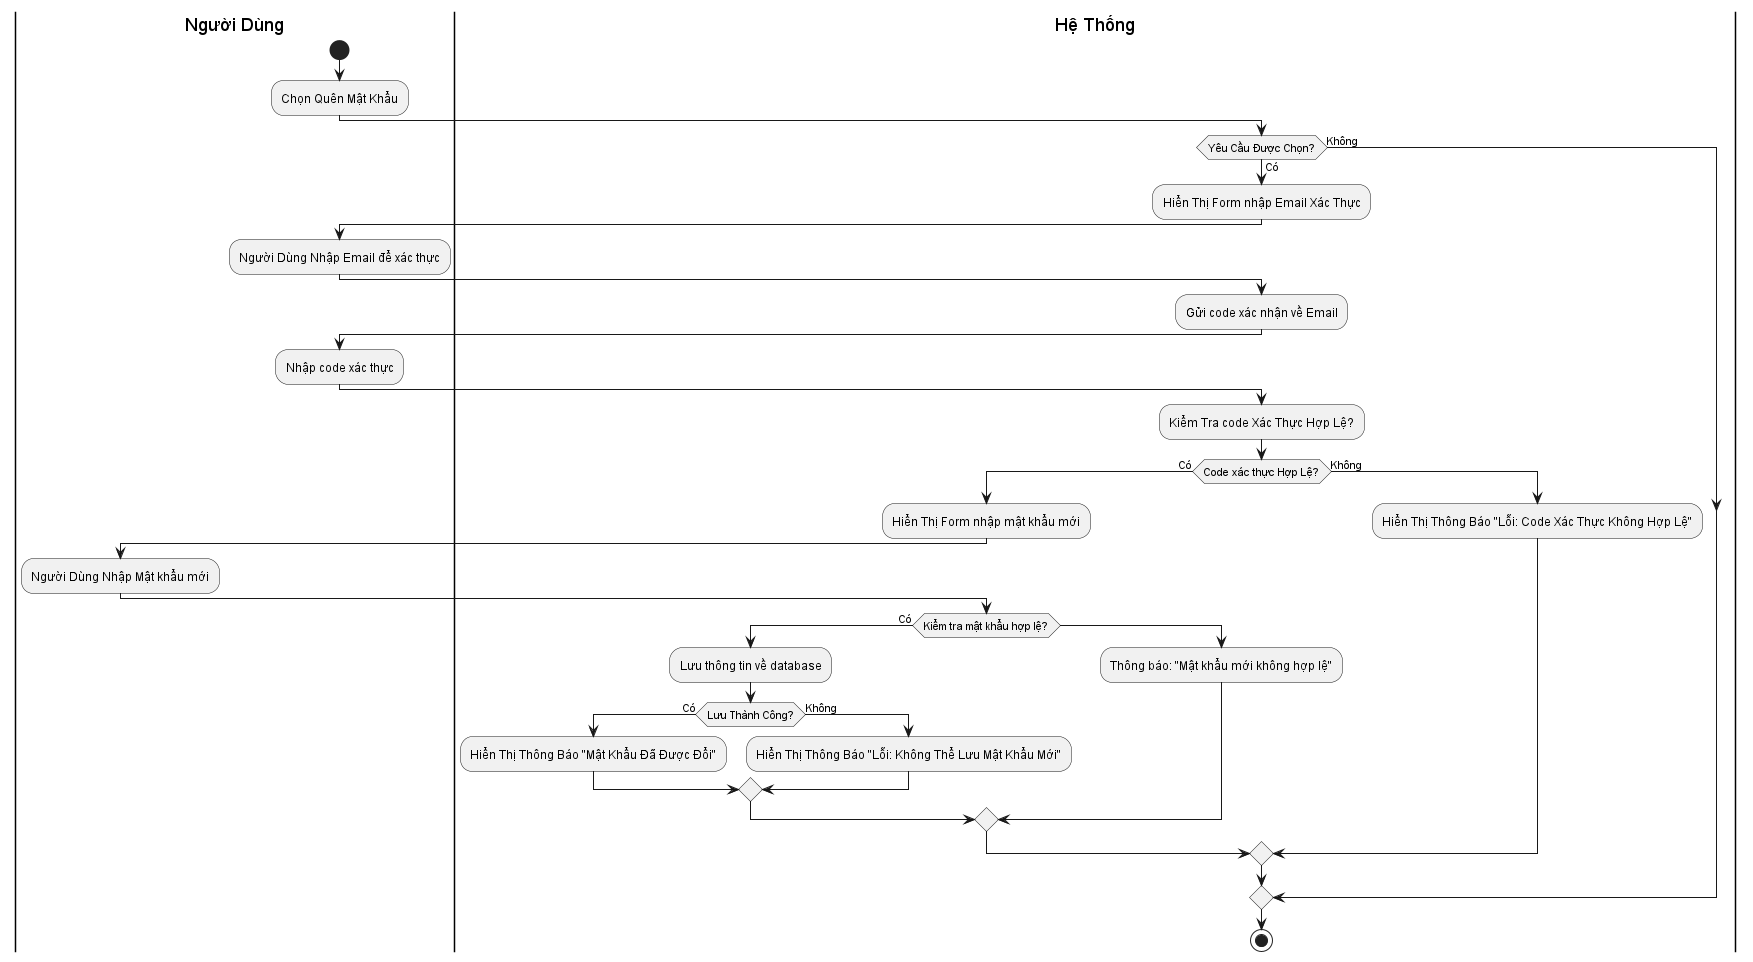 Người Dùng
Hệ Thống
Chọn Quên Mật Khẩu
Yêu Cầu Được Chọn?
Không
Có
Hiển Thị Form nhập Email Xác Thực
Người Dùng Nhập Email để xác thực
Gửi code xác nhận về Email
Nhập code xác thực
Kiểm Tra code Xác Thực Hợp Lệ?
Có
Code xác thực Hợp Lệ?
Không
Hiển Thị Form nhập mật khẩu mới
Hiển Thị Thông Báo "Lỗi: Code Xác Thực Không Hợp Lệ"
Người Dùng Nhập Mật khẩu mới
Có
Kiểm tra mật khẩu hợp lệ?
Lưu thông tin về database
Thông báo: "Mật khẩu mới không hợp lệ"
Có
Lưu Thành Công?
Không
Hiển Thị Thông Báo "Mật Khẩu Đã Được Đổi"
Hiển Thị Thông Báo "Lỗi: Không Thể Lưu Mật Khẩu Mới"